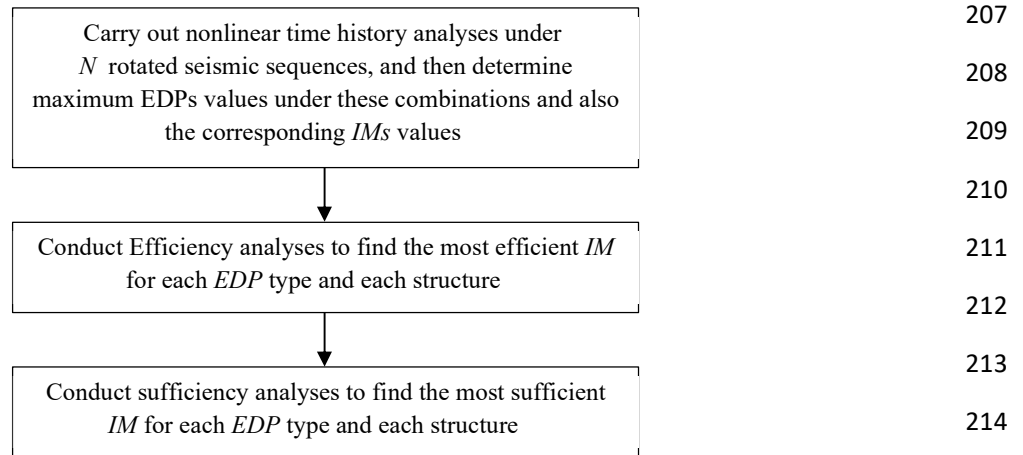 207
Carry out nonlinear time history analyses under
N rotated seismic sequences, and then determine
208
maximum EDPs values under these combinations and also
the corresponding IMs values
209
210
Conduct Efficiency analyses to find the most efficient IM
211
for each EDP type and each structure
212
213
Conduct sufficiency analyses to find the most sufficient
IM for each EDP type and each structure
214